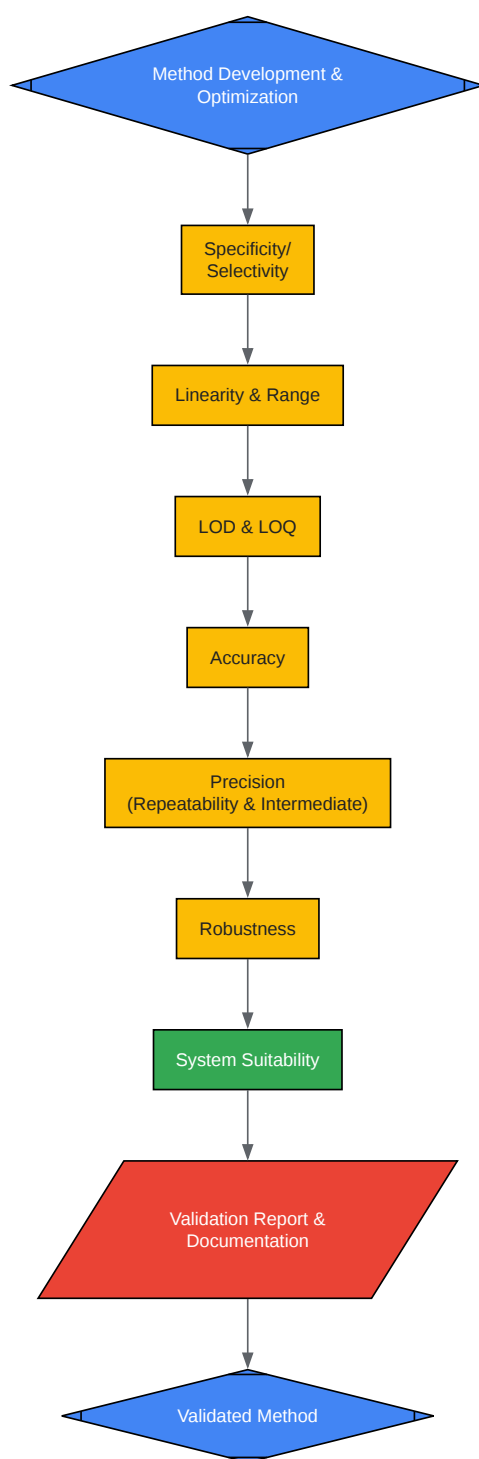 Method Development &
Optimization
Specificity/
Selectivity
Linearity & Range
LOD & LOQ
Accuracy
Precision
(Repeatability & Intermediate)
Robustness
System Suitability
Validation Report &
Documentation
Validated Method